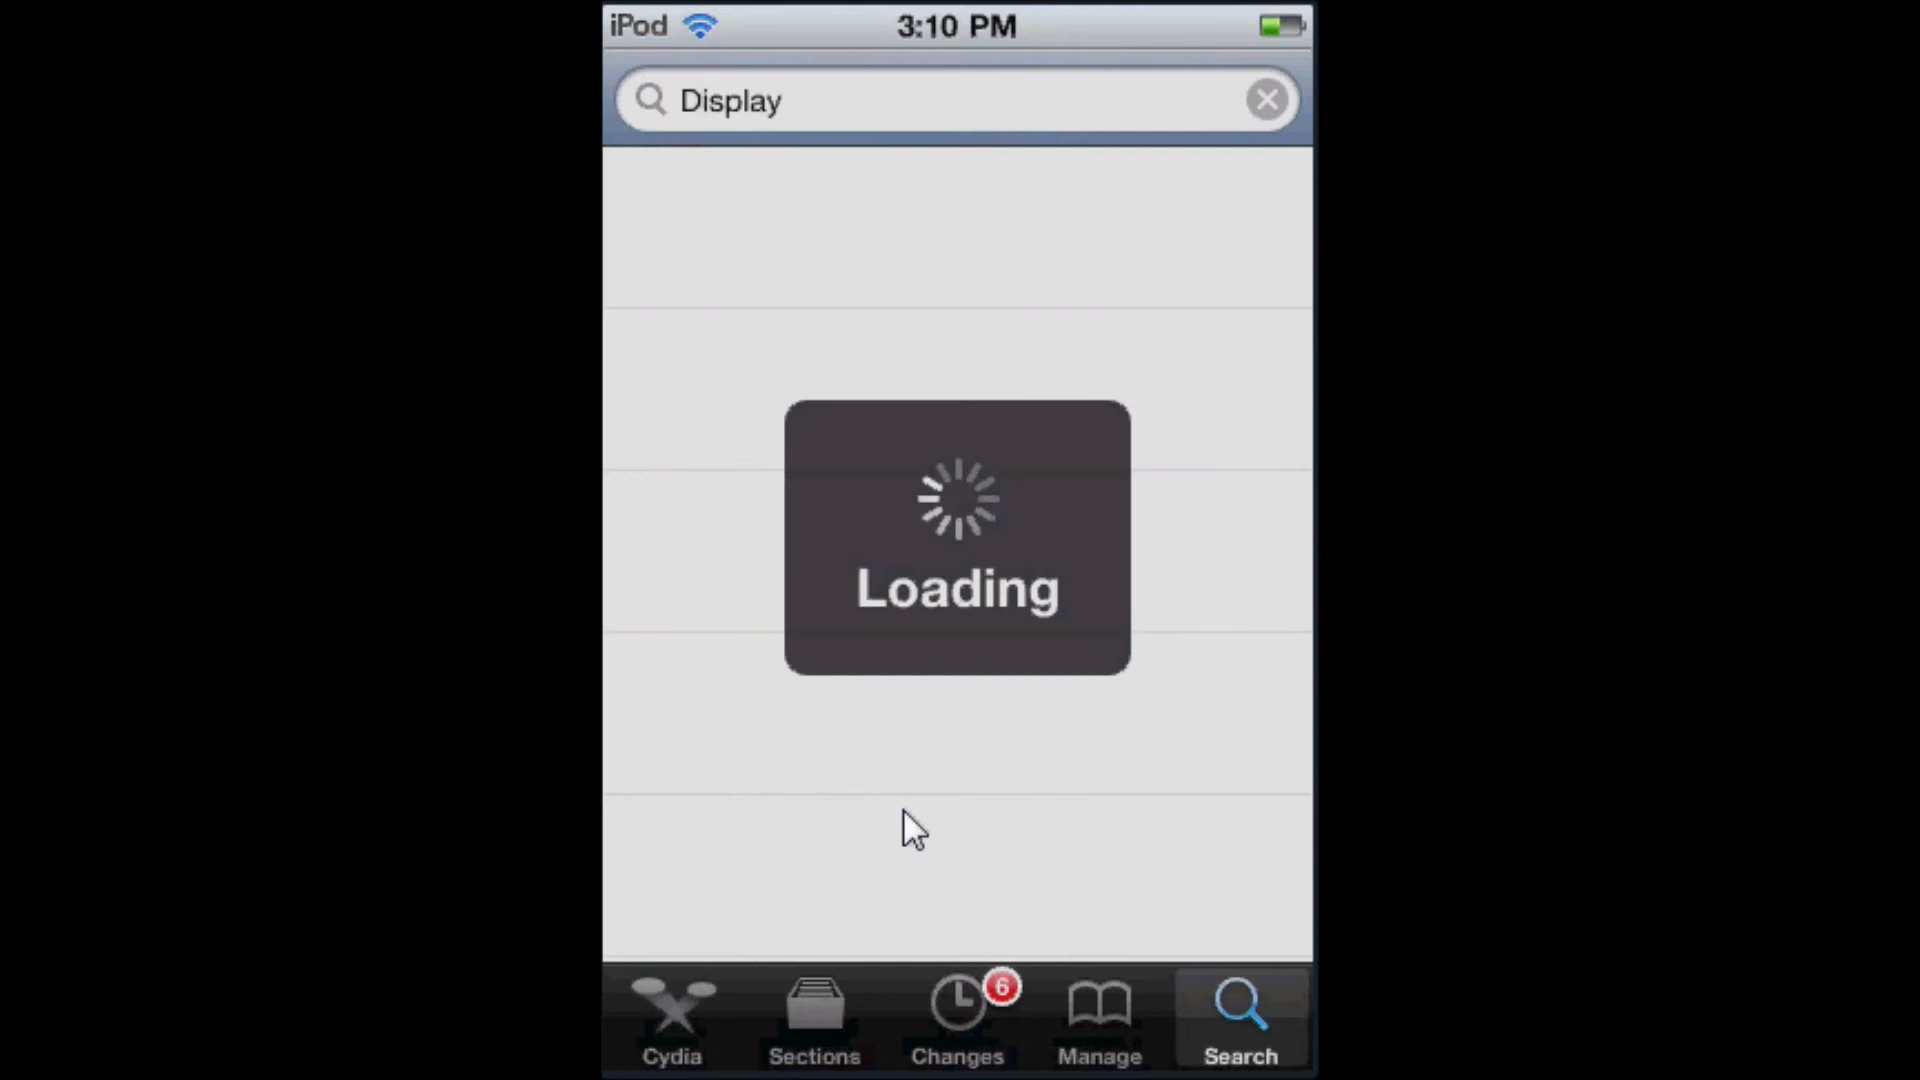 iPod 3:10 PM
Display
Loading
6
Cydia Sections Changes Manage Search